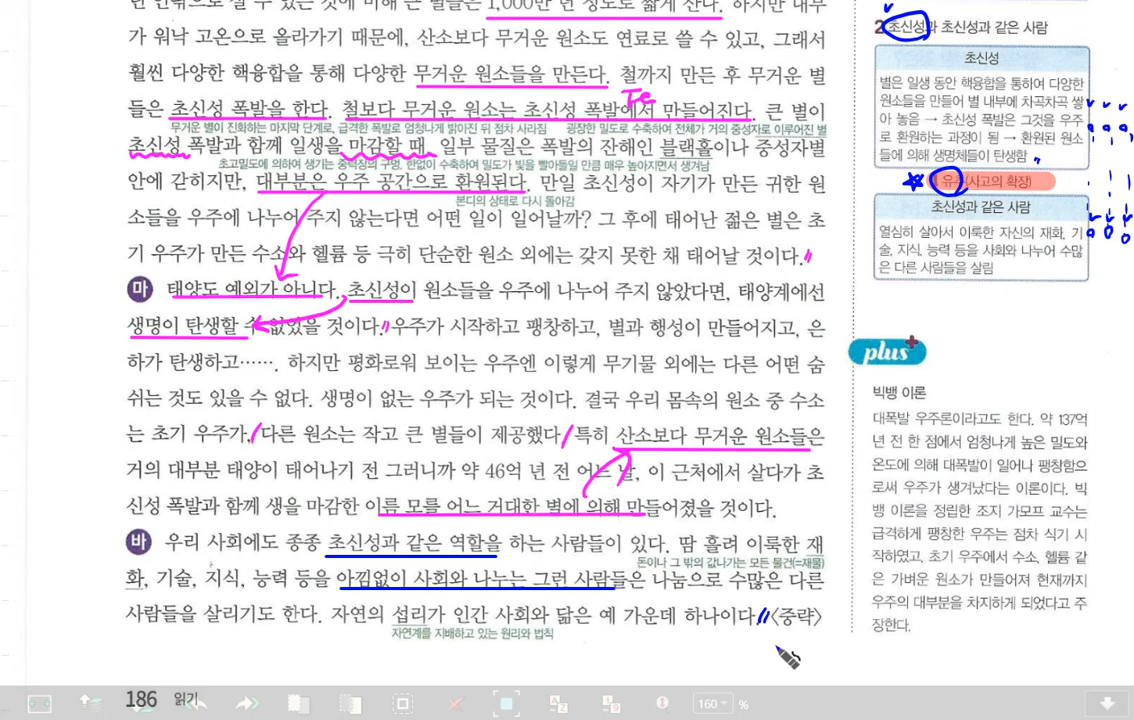 1,000만 년 정도로 짧게 산다. 하지만 대부
가 워낙 고온으로 올라가기 때문에, 산소보다 무거운 원소도 연료로 쓸 수 있고, 그래서
훨씬 다양한 핵융합을 통해 다양한 무거운 원소들을 만든다. 철까지 만든 후 무거운 별
Fe
들은 초신성 폭발을 한다. 철보다 무거운 원소는 초신성 폭발에서 만들어진다. 큰 별이
무거운 별이 진화하는 마지막 단계로, 급격한 폭발로 엄청나게 밝아진 뒤 점차 사라짐
굉장한 밀도로 수축하여 전체가 거의 중성자로 이루어진 별
초신성 폭발과 함께 일생을 마감할 때, 일부 물질은 폭발의 잔해인 블랙홀이나 중성자별
초고밀도에 의하여 생기는 중력장의 구멍. 한없이 수축하여 밀도가 빛을 빨아들일 만큼 매우 높아지면서 생겨남
안에 갇히지만, 대부분은 우주 공간으로 환원된다. 만일 초신성이 자기가 만든 귀한 원
본디의 상태로 다시 돌아감
소들을 우주에 나누어 주지 않는다면 어떤 일이 일어날까? 그 후에 태어난 젊은 별은 초
기 우주가 만든 수소와 헬륨 등 극히 단순한 원소 외에는 갖지 못한 채 태어날 것이다.
마 태양도 예외가 아니다. 초신성이 원소들을 우주에 나누어 주지 않았다면, 태양계에선
생명이 탄생할 수 없었을 것이다. 우주가 시작하고 팽창하고, 별과 행성이 만들어지고, 은
하가 탄생하고……. 하지만 평화로워 보이는 우주엔 이렇게 무기물 외에는 다른 어떤 숨
쉬는 것도 있을 수 없다. 생명이 없는 우주가 되는 것이다. 결국 우리 몸속의 원소 중 수소
는 초기 우주가, 다른 원소는 작고 큰 별들이 제공했다. 특히 산소보다 무거운 원소들은
거의 대부분 태양이 태어나기 전 그러니까 약 46억 년 전 어느 날, 이 근처에서 살다가 초
신성 폭발과 함께 생을 마감한 이름 모를 어느 거대한 별에 의해 만들어졌을 것이다.
바 우리 사회에도 종종 초신성과 같은 역할을 하는 사람들이 있다. 땀 흘려 이룩한 재
돈이나 그 밖의 값나가는 모든 물건(=재물)
화, 기술, 지식, 능력 등을 아낌없이 사회와 나누는 그런 사람들은 나눔으로 수많은 다른
사람들을 살리기도 한다. 자연의 섭리가 인간 사회와 닮은 예 가운데 하나이다. 〈중략〉
자연계를 지배하고 있는 원리와 법칙
2 초신성과 초신성과 같은 사람
초신성
별은 일생 동안 핵융합을 통하여 다양한
원소들을 만들어 별 내부에 차곡차곡 쌓
아 놓음 → 초신성 폭발은 그것을 우주
로 환원하는 과정이 됨 → 환원된 원소
들에 의해 생명체들이 탄생함
유추(사고의 확장)
초신성과 같은 사람
열심히 살아서 이룩한 자신의 재화, 기
술, 지식, 능력 등을 사회와 나누어 수많
은 다른 사람들을 살림
plus+
빅뱅 이론
대폭발 우주론이라고도 한다. 약 137억
년 전 한 점에서 엄청나게 높은 밀도와
온도에 의해 대폭발이 일어나 팽창함으
로써 우주가 생겨났다는 이론이다. 빅
뱅 이론을 정립한 조지 가모프 교수는
급격하게 팽창한 우주는 점차 식기 시
작하였고, 초기 우주에서 수소, 헬륨 같
은 가벼운 원소가 만들어져 현재까지
우주의 대부분을 차지하게 되었다고 주
장한다.
186 읽기
160 %